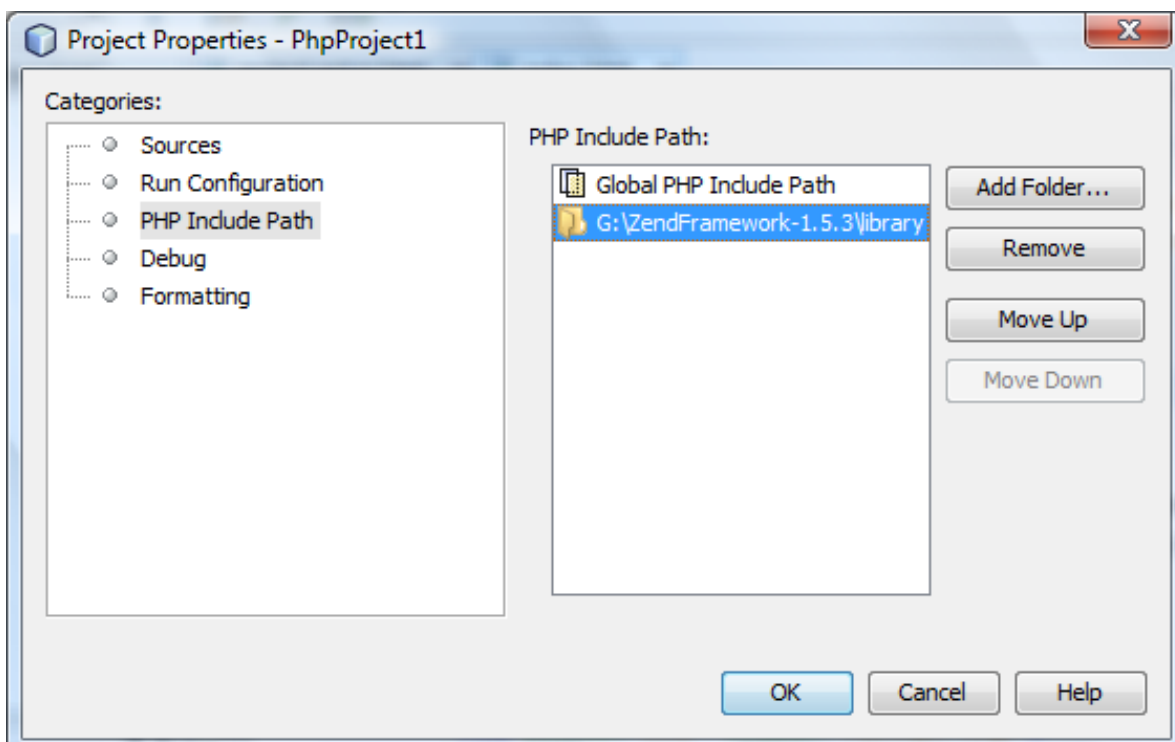 Project Properties - PhpProject1
Categories:
Sources
Run Configuration
PHP Include Path
Debug
Formatting
PHP Include Path:
Global PHP Include Path
G:\ZendFramework-1.5.3\library
Add Folder...
Remove
Move Up
Move Down
OK
Cancel
Help